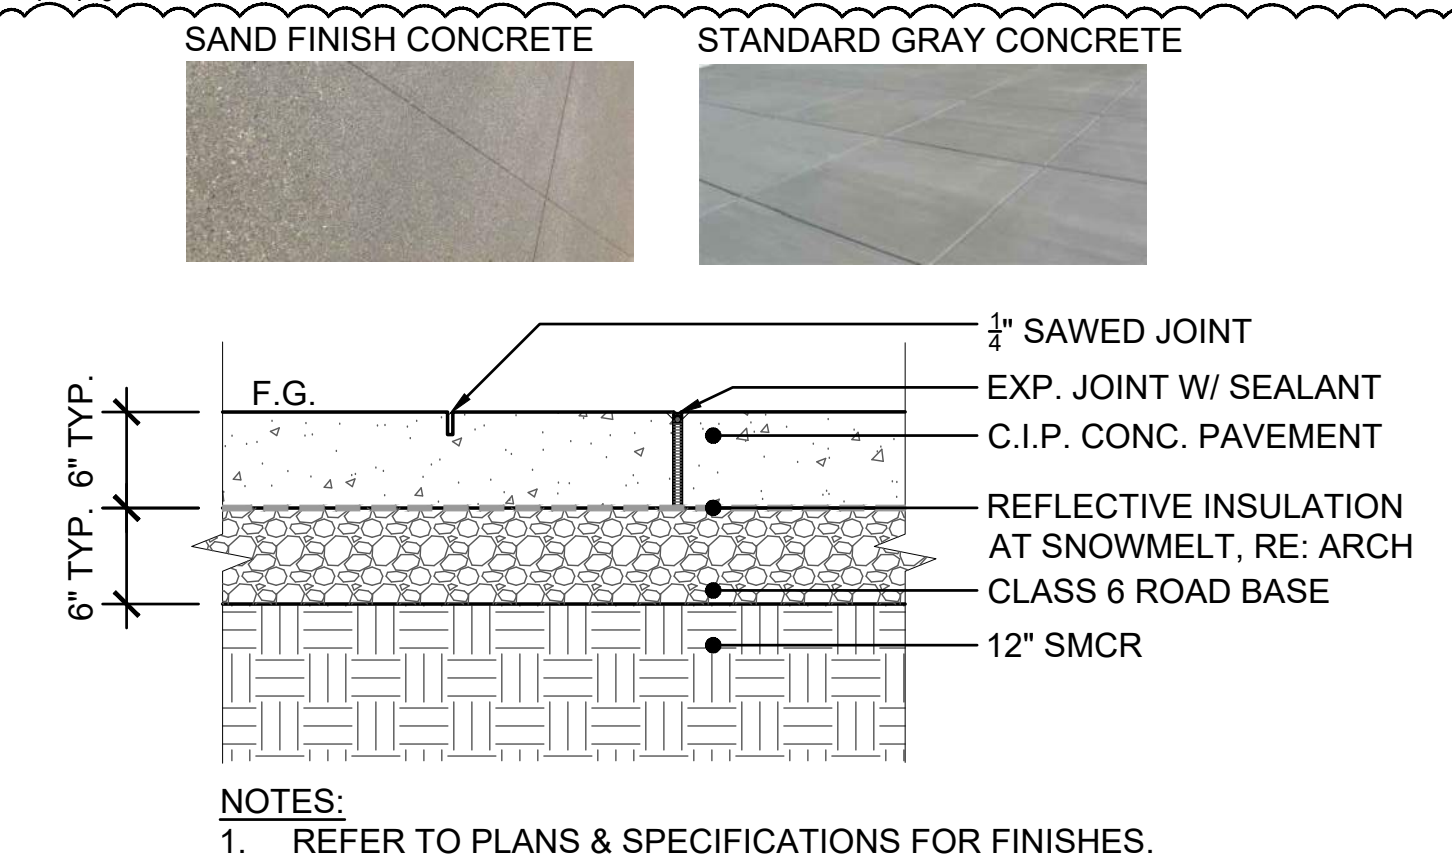 SAND FINISH CONCRETE
STANDARD GRAY CONCRETE
1/4" SAWED JOINT
F.G.
EXP. JOINT W/ SEALANT
6" TYP.
C.I.P. CONC. PAVEMENT
REFLECTIVE INSULATION
AT SNOWMELT, RE: ARCH
6" TYP.
CLASS 6 ROAD BASE
12" SMCR
NOTES:
1. REFER TO PLANS & SPECIFICATIONS FOR FINISHES.